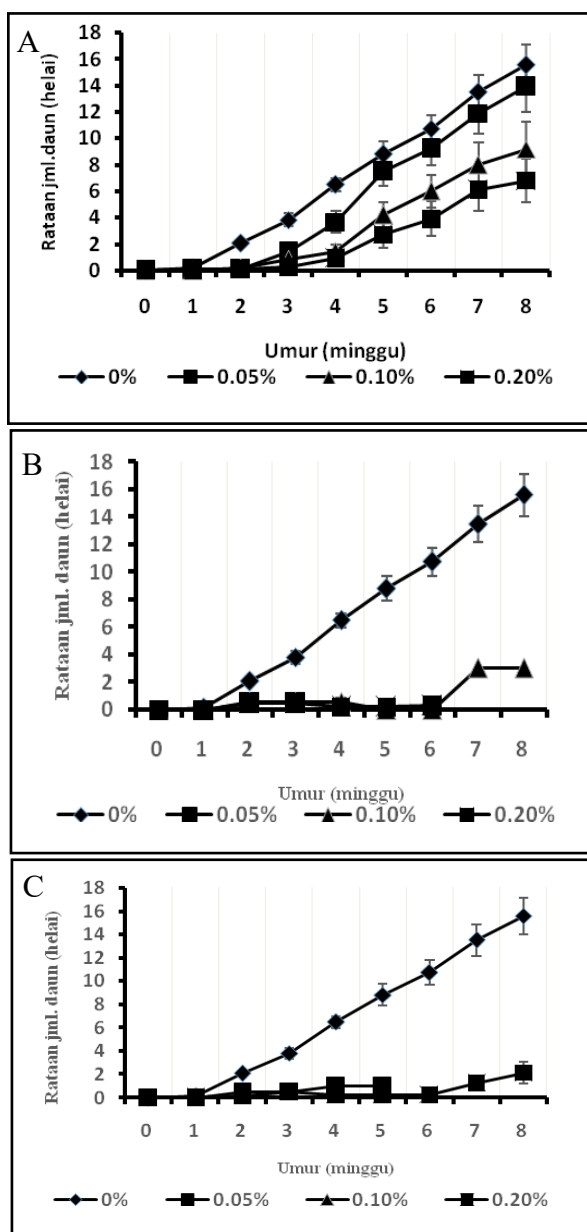 A
Rataan jml.daun (helai)
18
16
14
12
10
8
6
4
2
0
0 1 2 3 4 5 6 7 8
Umur (minggu)
0% 0.05% 0.10% 0.20%
B
Rataan jml. daun (helai)
18
16
14
12
10
8
6
4
2
0
0 1 2 3 4 5 6 7 8
Umur (minggu)
0% 0.05% 0.10% 0.20%
C
Rataan jml. daun (helai)
18
16
14
12
10
8
6
4
2
0
0 1 2 3 4 5 6 7 8
Umur (minggu)
0% 0.05% 0.10% 0.20%